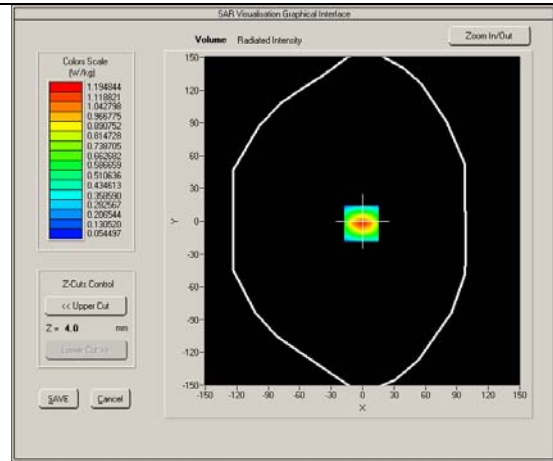 SAR Visualisation Graphical Interface
Volume Radiated Intensity
Zoom In/Out
Colors Scale
(W/kg)
1.194844
1.118821
1.042798
0.966775
0.890752
0.814728
0.738705
0.662682
0.586659
0.510636
0.434613
0.358590
0.282567
0.206544
0.130520
0.054497
Z-Cuts Control
<< Upper Cut
Z = 4.0 mm
Lower Cut >>
SAVE Cancel
150
120
90
60
30
0
-30
-60
-90
-120
-150
Y
-150 -120 -90 -60 -30 0 30 60 90 120 150
X